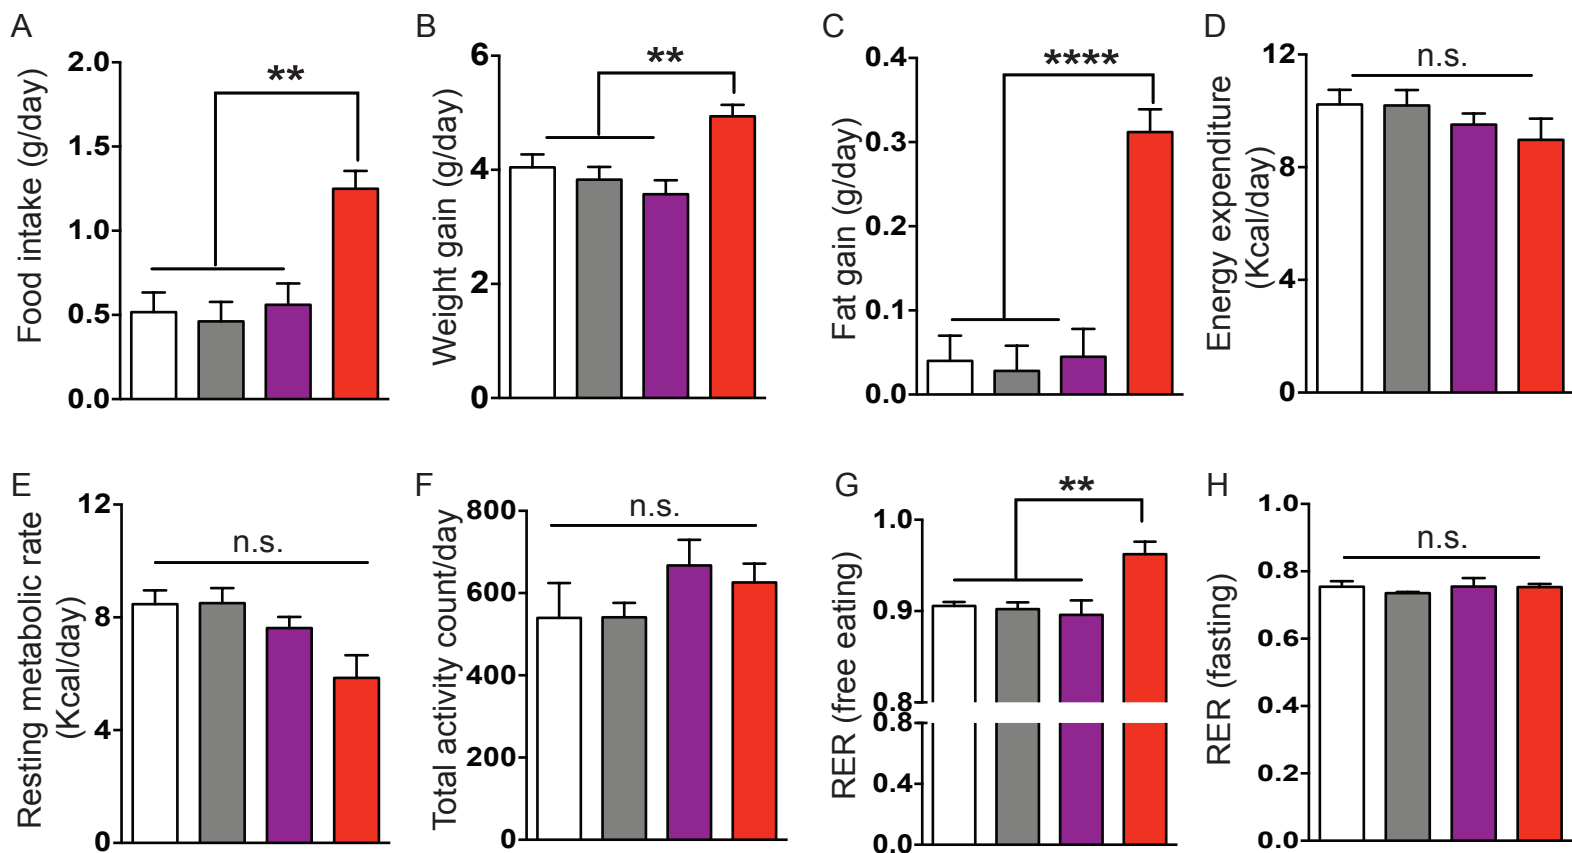 A
Food intake (g/day)
2.0
1.5
1.0
0.5
0.0
**
B
Weight gain (g/day)
6
4
2
0
**
C
Fat gain (g/day)
0.4
0.3
0.2
0.1
0.0
****
D
Energy expenditure
(Kcal/day)
12
8
4
0
n.s.
E
Resting metabolic rate
(Kcal/day)
12
8
4
0
n.s.
F
Total activity count/day
800
600
400
200
0
n.s.
G
RER (free eating)
1.0
0.9
0.8
0.8
0.4
0.0
**
H
RER (fasting)
1.0
0.8
0.6
0.4
0.2
0.0
n.s.